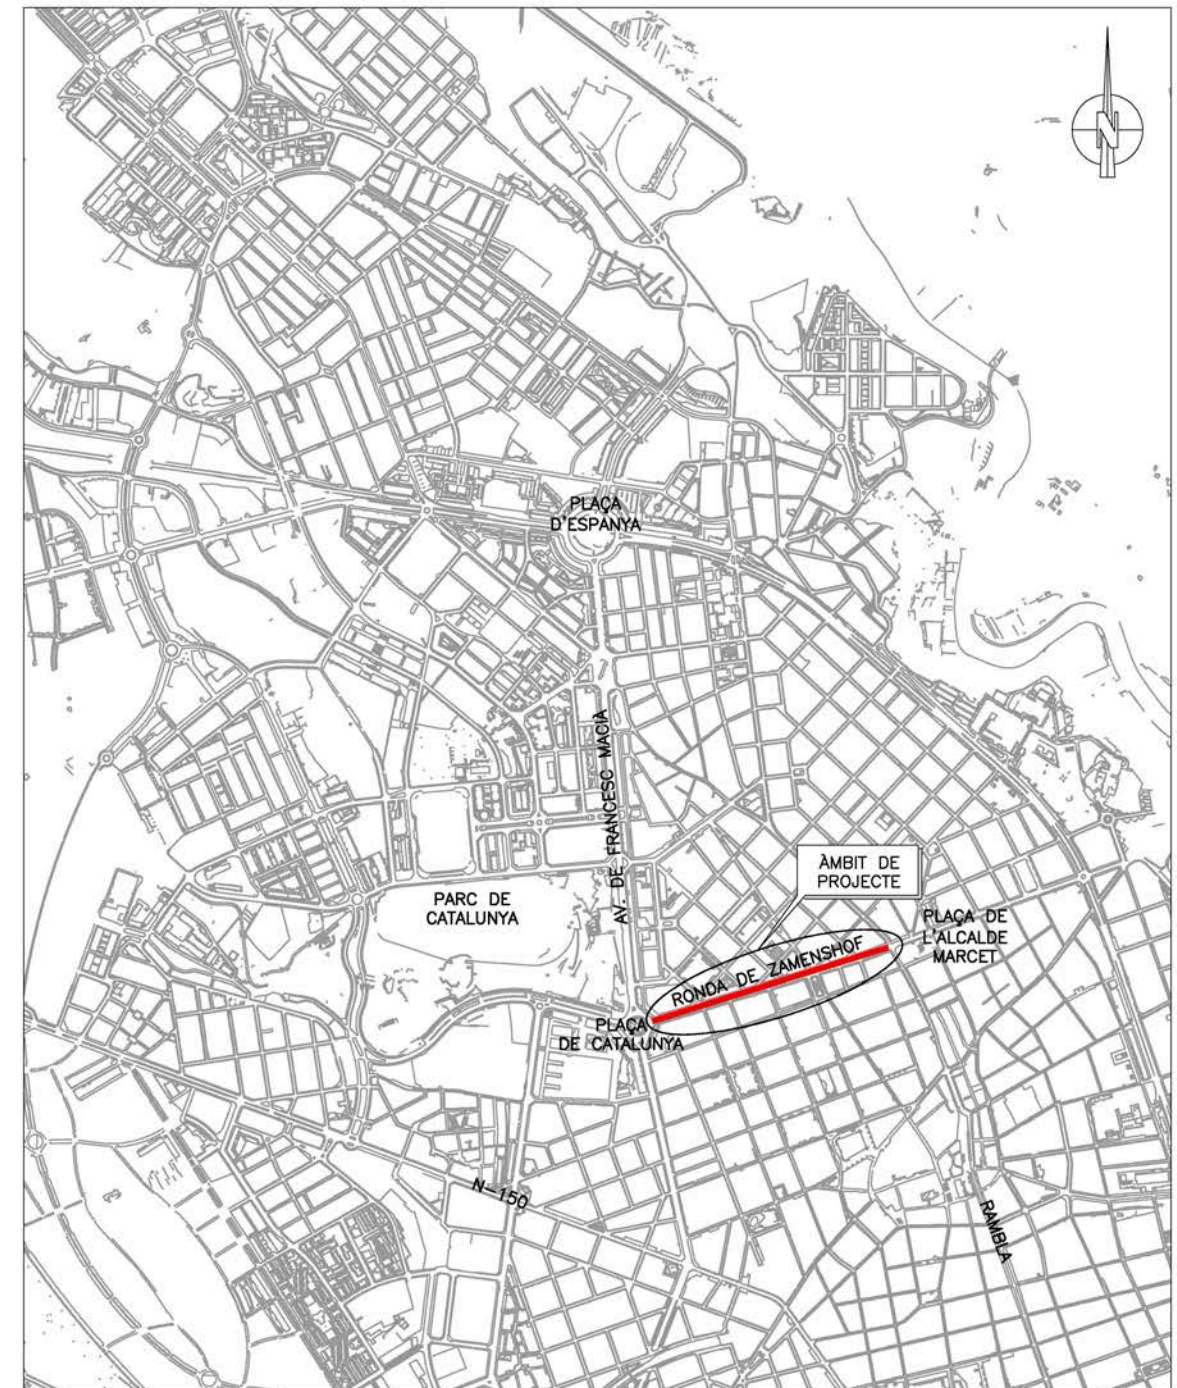 N
PLAÇA
D'ESPANYA
AV. DE FRANCESC MACIÀ
ÀMBIT DE
PROJECTE
PARC DE
CATALUNYA
PLAÇA DE
L'ALCALDE
MARCET
RONDA DE ZAMENSHOF
PLAÇA
DE CATALUNYA
N-150
RAMBLA